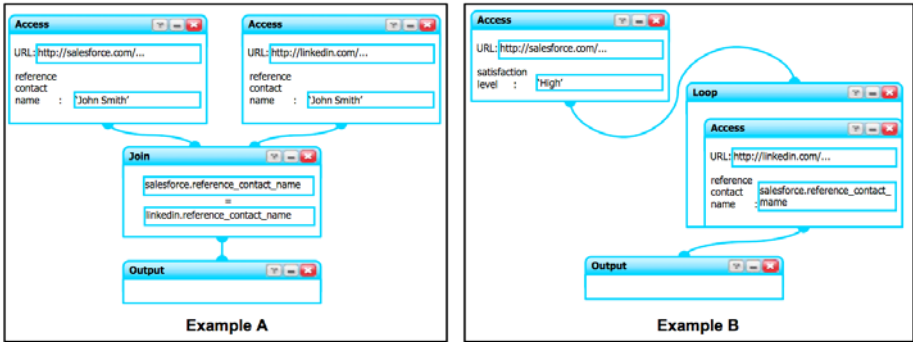 Access
URL: http://salesforce.com/...
reference
contact
name : 'John Smith'
Access
URL: http://linkedin.com/...
reference
contact
name : 'John Smith'
Join
salesforce.reference_contact_name
=
linkedin.reference_contact_name
Output
Example A
Access
URL: http://salesforce.com/...
satisfaction
level : 'High'
Loop
Access
URL: http://linkedin.com/...
reference
contact
name :
salesforce.reference_contact_
mame
Output
Example B